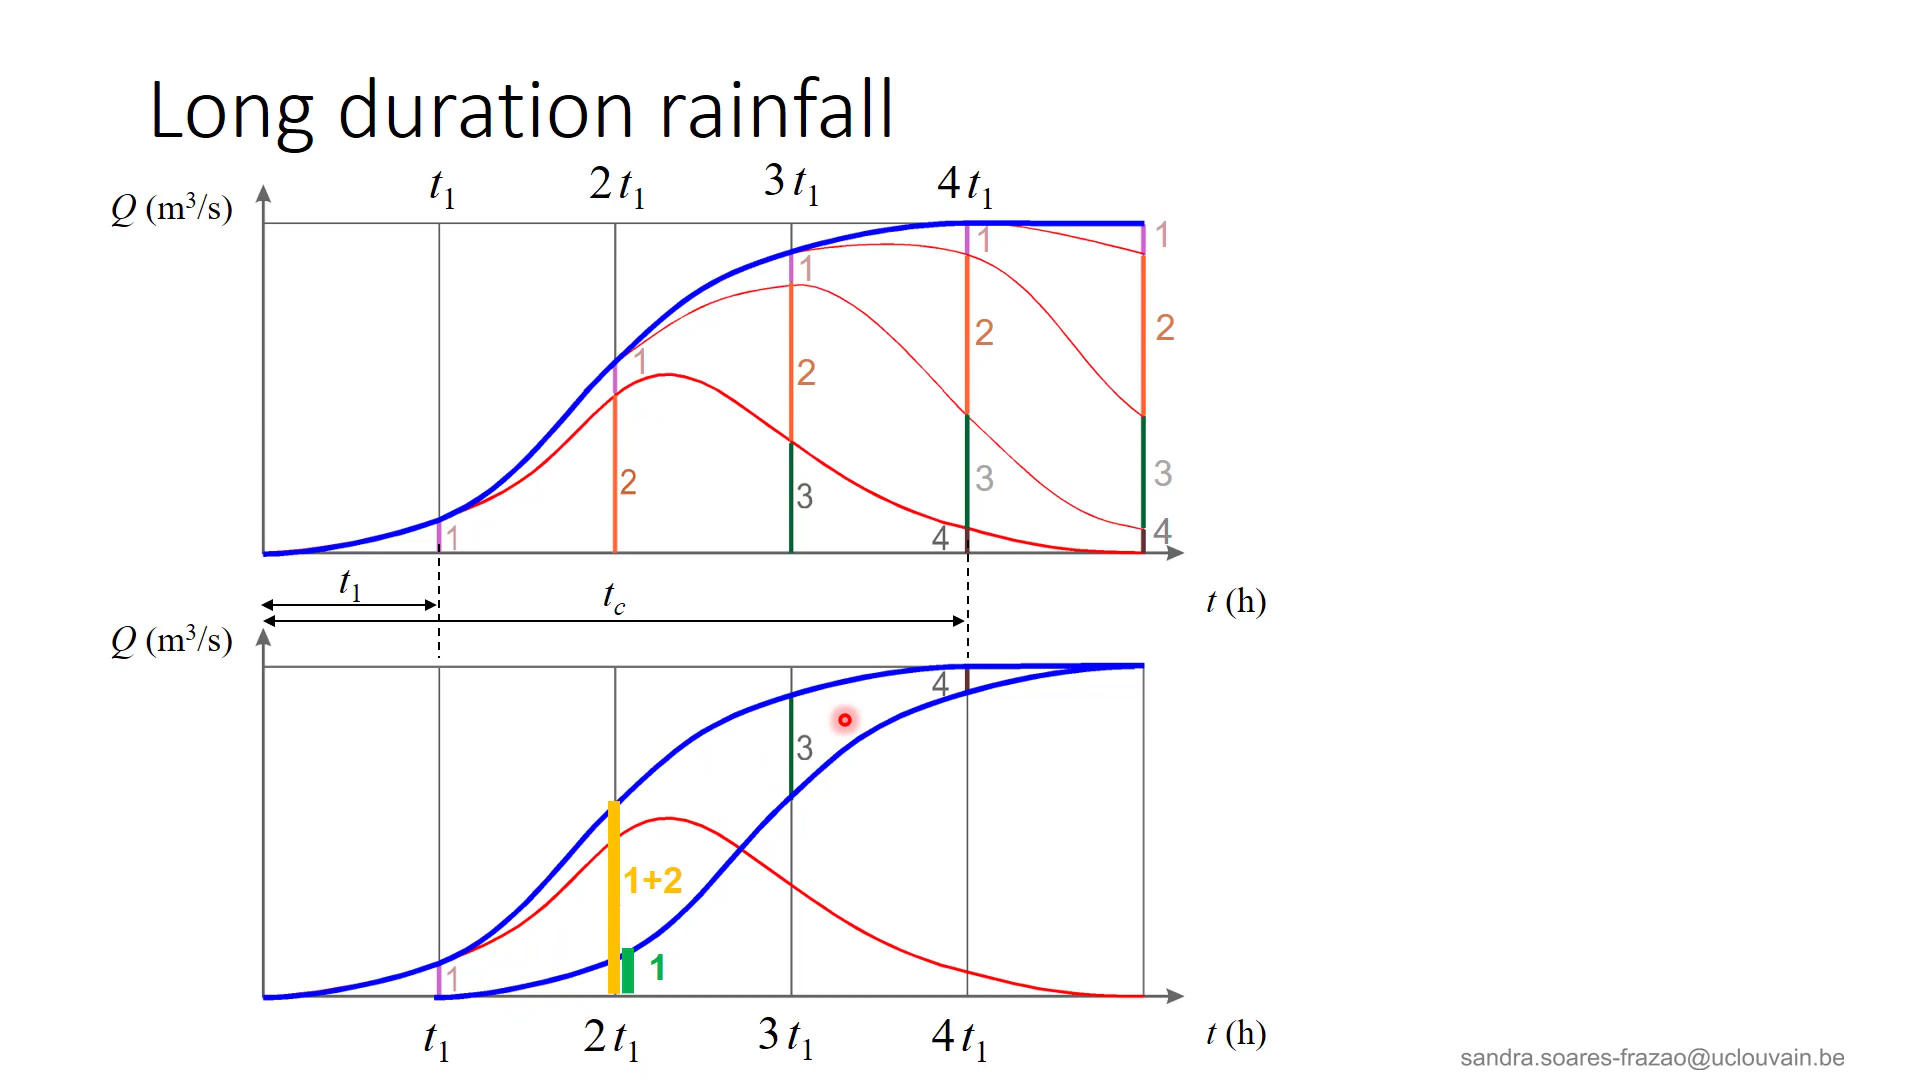 Long duration rainfall
t₁ 2t₁ 3t₁ 4t₁
Q (m³/s)
1
1
1
1
1
2
2
2
2
3
3
3
4
4
t₁
t_c
t (h)
Q (m³/s)
4
3
1+2
1
1
t₁ 2t₁ 3t₁ 4t₁
t (h)
sandra.soares-frazao@uclouvain.be